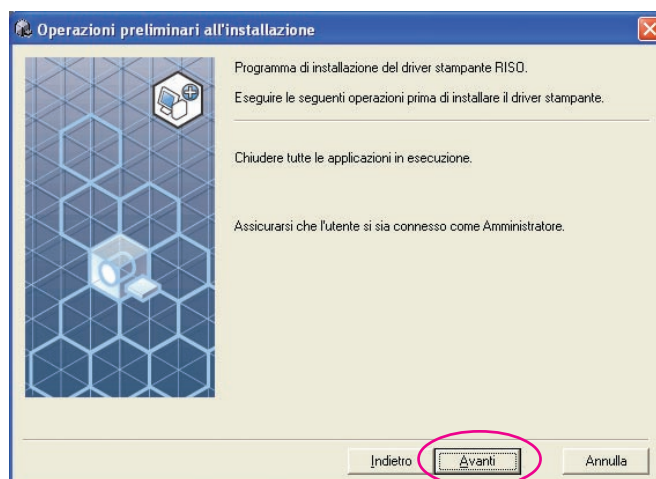 Operazioni preliminari all'installazione
Programma di installazione del driver stampante RISO.
Eseguire le seguenti operazioni prima di installare il driver stampante.
Chiudere tutte le applicazioni in esecuzione.
Assicurarsi che l'utente si sia connesso come Amministratore.
Indietro Avanti Annulla